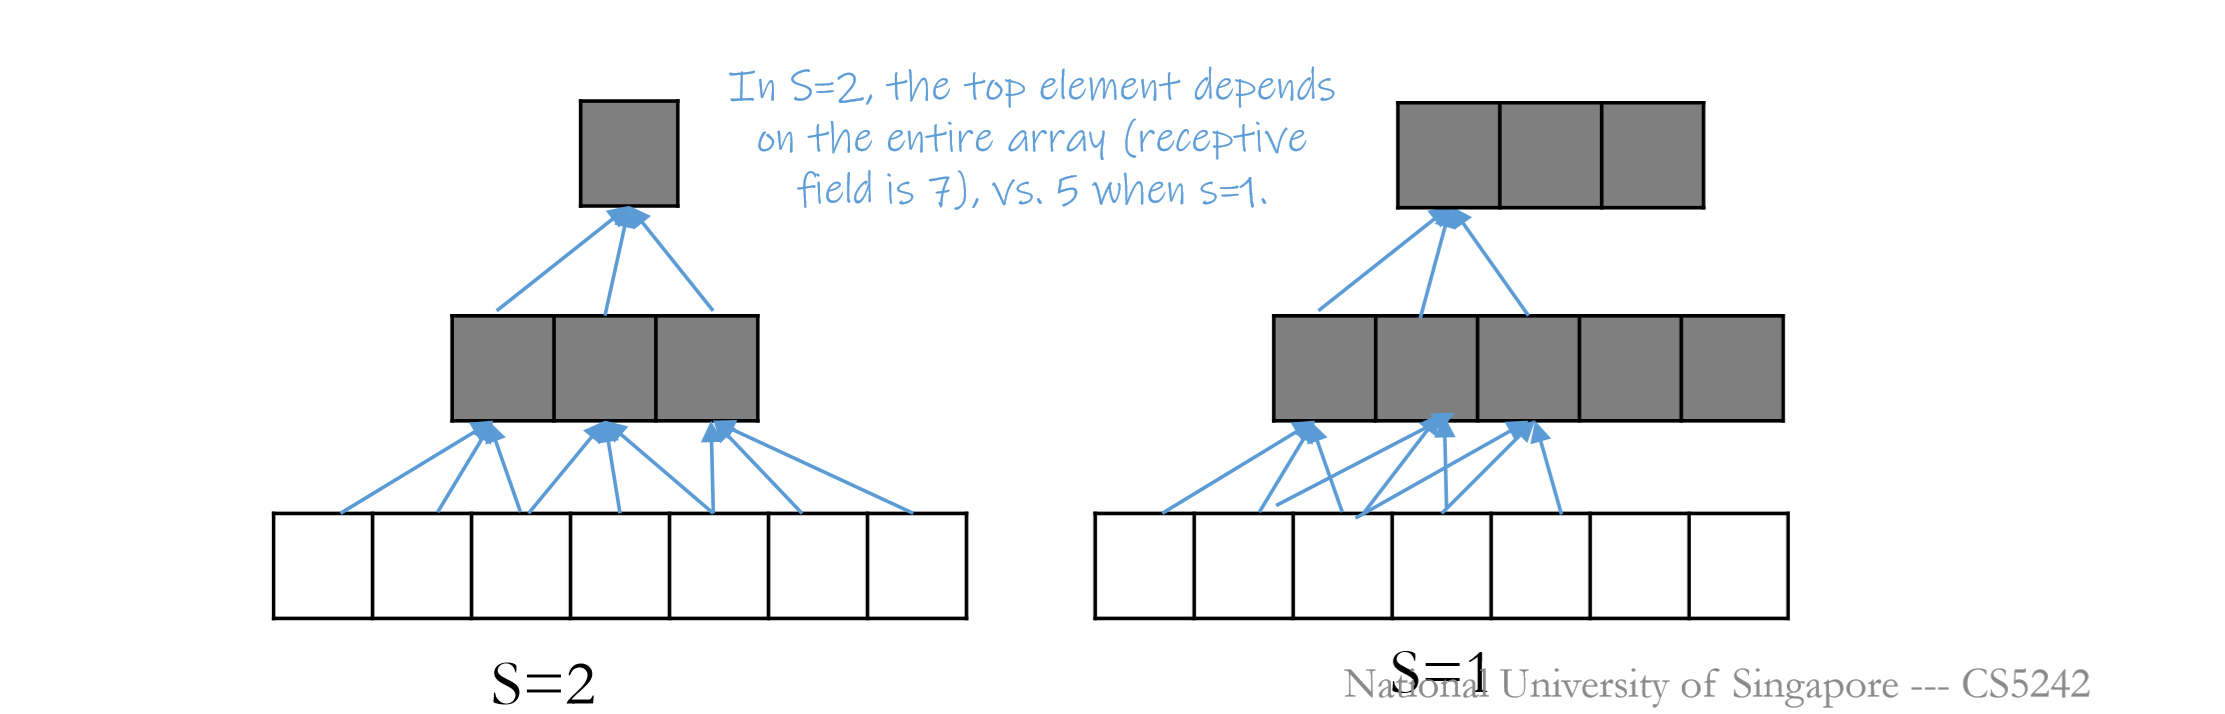 In S=2, the top element depends
on the entire array (receptive
field is 7), vs. 5 when s=1.
S=2
S=1
National University of Singapore --- CS5242